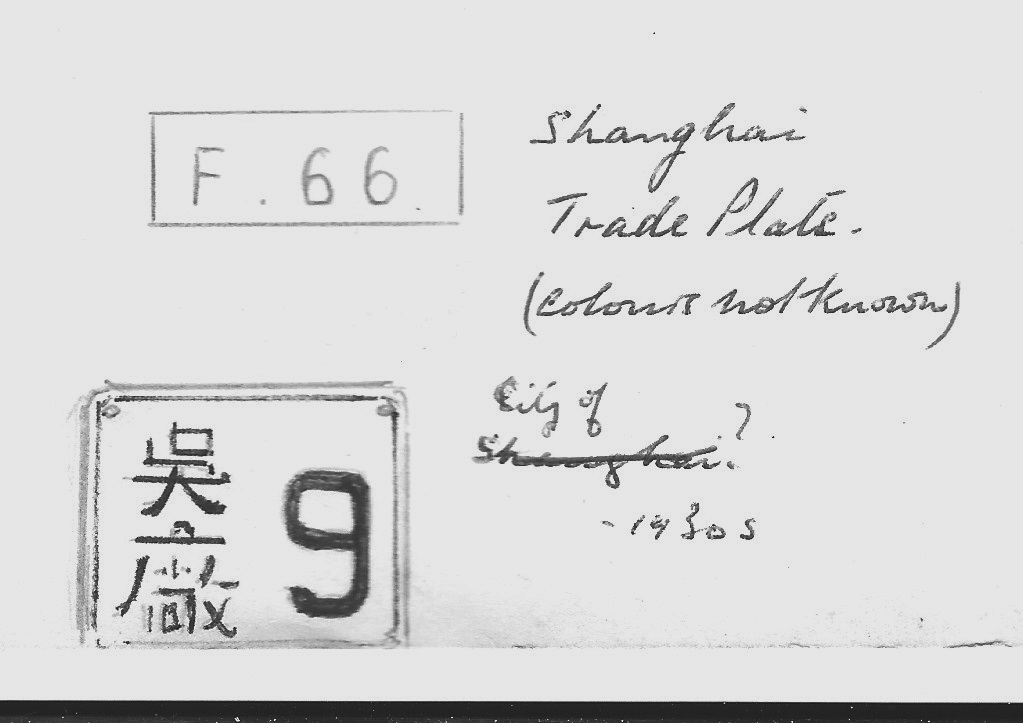 F. 66.
Shanghai
Trade Plate.
(colours not known)
City of ?
Shanghai.
- 1930s
吳
廠
9